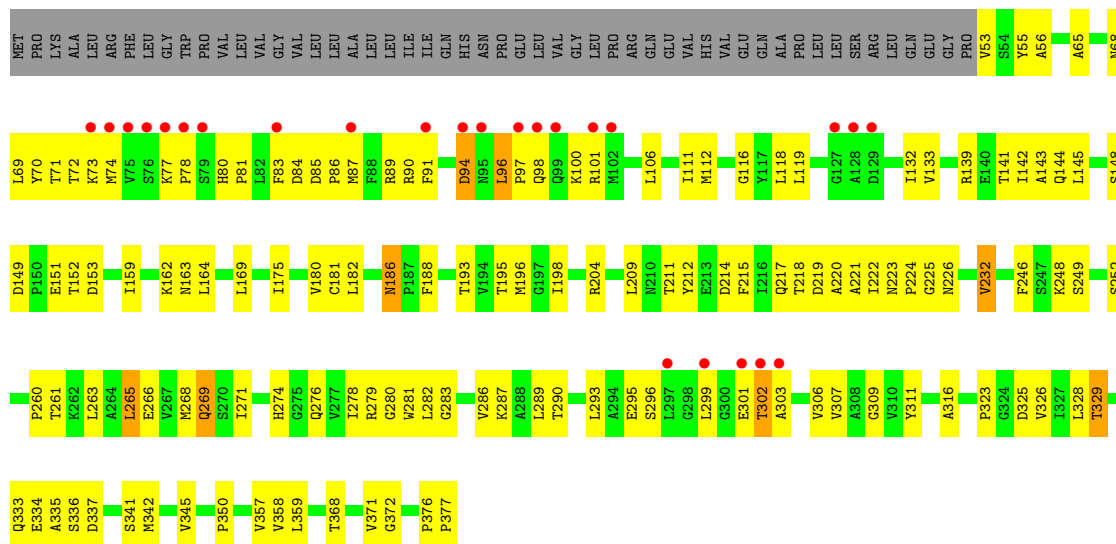 MET PRO LYS ALA LEU ARG PHE LEU GLY TRP PRO VAL LEU VAL GLY VAL LEU LEU ALA LEU LEU ILE ILE GLN HIS ASN PRO GLU LEU VAL GLY LEU PRO ARG GLN GLU VAL HIS VAL GLU GLN ALA PRO LEU LEU SER ARG LEU GLN GLU GLY PRO V53 S54 Y55 A56 A65 M68
L69 Y70 T71 T72 K73 M74 V75 S76 K77 P78 S79 H80 P81 L82 F83 D84 D85 P86 M87 F88 R89 R90 F91 D94 N95 L96 P97 Q98 Q99 K100 R101 M102 L106 I111 M112 G116 Y117 L118 L119 G127 A128 D129 I132 V133 R139 E140 T141 I142 A143 Q144 L145 S148
D149 P150 E151 T152 D153 I159 K162 N163 L164 L169 I175 V180 C181 L182 N186 P187 F188 T193 V194 T195 M196 G197 I198 R204 L209 N210 T211 Y212 E213 D214 F215 I216 Q217 T218 D219 A220 A221 I222 N223 P224 G225 N226 V232 F246 S247 K248 S249 S252
P260 T261 K262 L263 A264 L265 E266 V267 M268 Q269 S270 I271 H274 G275 Q276 V277 I278 R279 G280 W281 L282 G283 V286 K287 A288 L289 T290 L293 A294 E295 S296 L297 G298 L299 G300 E301 T302 A303 V306 V307 A308 G309 V310 Y311 A316 P323 G324 D325 V326 I327 L328 T329
Q333 E334 A335 S336 D337 S341 M342 V345 P350 V357 V358 L359 T368 V371 G372 P376 P377